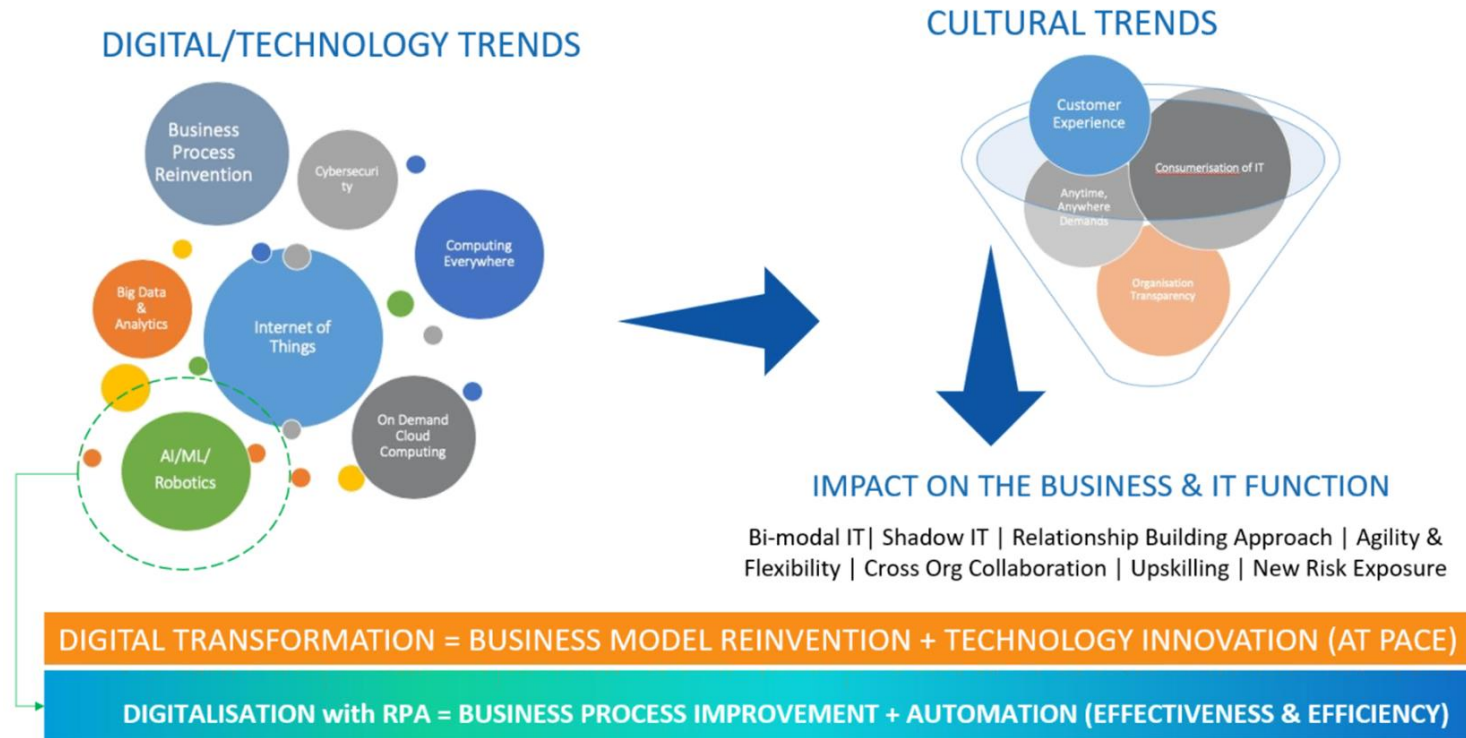 DIGITAL/TECHNOLOGY TRENDS
Business
Process
Reinvention
Cybersecuri
ty
Computing
Everywhere
Big Data
&
Analytics
Internet of
Things
On Demand
Cloud
Computing
AI/ML/
Robotics
CULTURAL TRENDS
Customer
Experience
Consumerisation of IT
Anytime,
Anywhere
Demands
Organisation
Transparency
IMPACT ON THE BUSINESS & IT FUNCTION
Bi-modal IT| Shadow IT | Relationship Building Approach | Agility &
Flexibility | Cross Org Collaboration | Upskilling | New Risk Exposure
DIGITAL TRANSFORMATION = BUSINESS MODEL REINVENTION + TECHNOLOGY INNOVATION (AT PACE)
DIGITALISATION with RPA = BUSINESS PROCESS IMPROVEMENT + AUTOMATION (EFFECTIVENESS & EFFICIENCY)